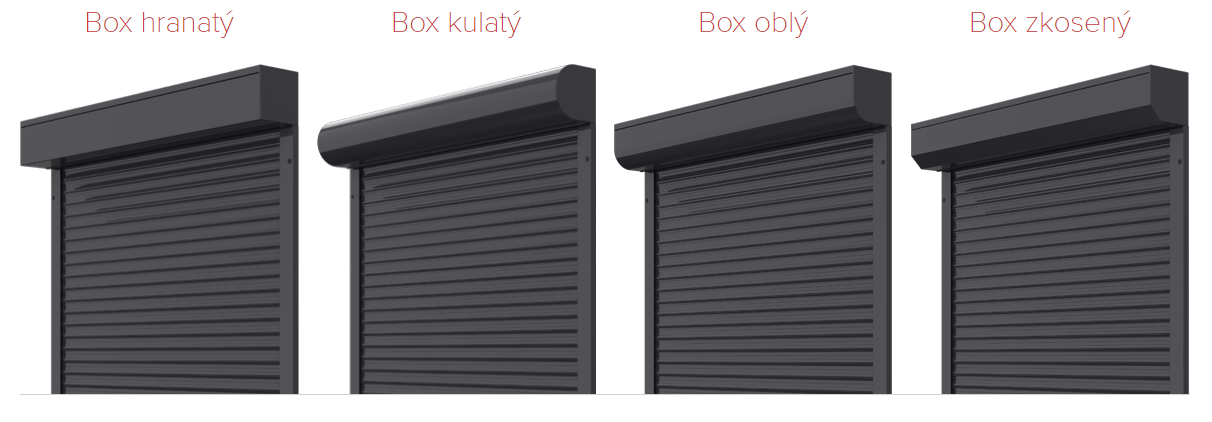 Box hranatý
Box kulatý
Box oblý
Box zkosený